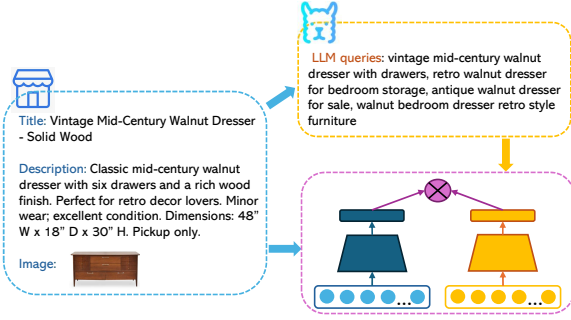 LLM queries: vintage mid-century walnut
dresser with drawers, retro walnut dresser
for bedroom storage, antique walnut dresser
for sale, walnut bedroom dresser retro style
furniture
Title: Vintage Mid-Century Walnut Dresser
- Solid Wood
Description: Classic mid-century walnut
dresser with six drawers and a rich wood
finish. Perfect for retro decor lovers. Minor
wear; excellent condition. Dimensions: 48”
W x 18” D x 30” H. Pickup only.
Image:
...
...